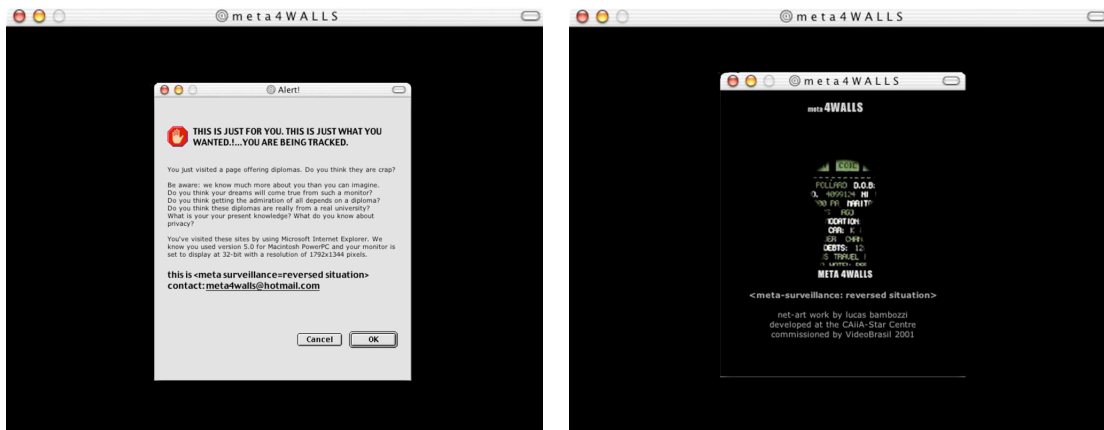 @meta4WALLS
@ Alert!
THIS IS JUST FOR YOU. THIS IS JUST WHAT YOU
WANTED.!...YOU ARE BEING TRACKED.
You just visited a page offering diplomas. Do you think they are crap?
Be aware: we know much more about you than you can imagine.
Do you think your dreams will come true from such a monitor?
Do you think getting the admiration of all depends on a diploma?
Do you think these diplomas are really from a real university?
What is your your present knowledge? What do you know about
privacy?
You've visited these sites by using Microsoft Internet Explorer. We
know you used version 5.0 for Macintosh PowerPC and your monitor is
set to display at 32-bit with a resolution of 1792x1344 pixels.
this is <meta surveillance=reversed situation>
contact: meta4walls@hotmail.com
Cancel OK
@meta4WALLS
@meta4WALLS
meta 4WALLS
POLLARD D.O.B:
4099124 MI
CAR: K
DEBTS: 12
S TRAVEL
META 4WALLS
<meta-surveillance: reversed situation>
net-art work by lucas bambozzi
developed at the CAiiA-Star Centre
commissioned by VideoBrasil 2001